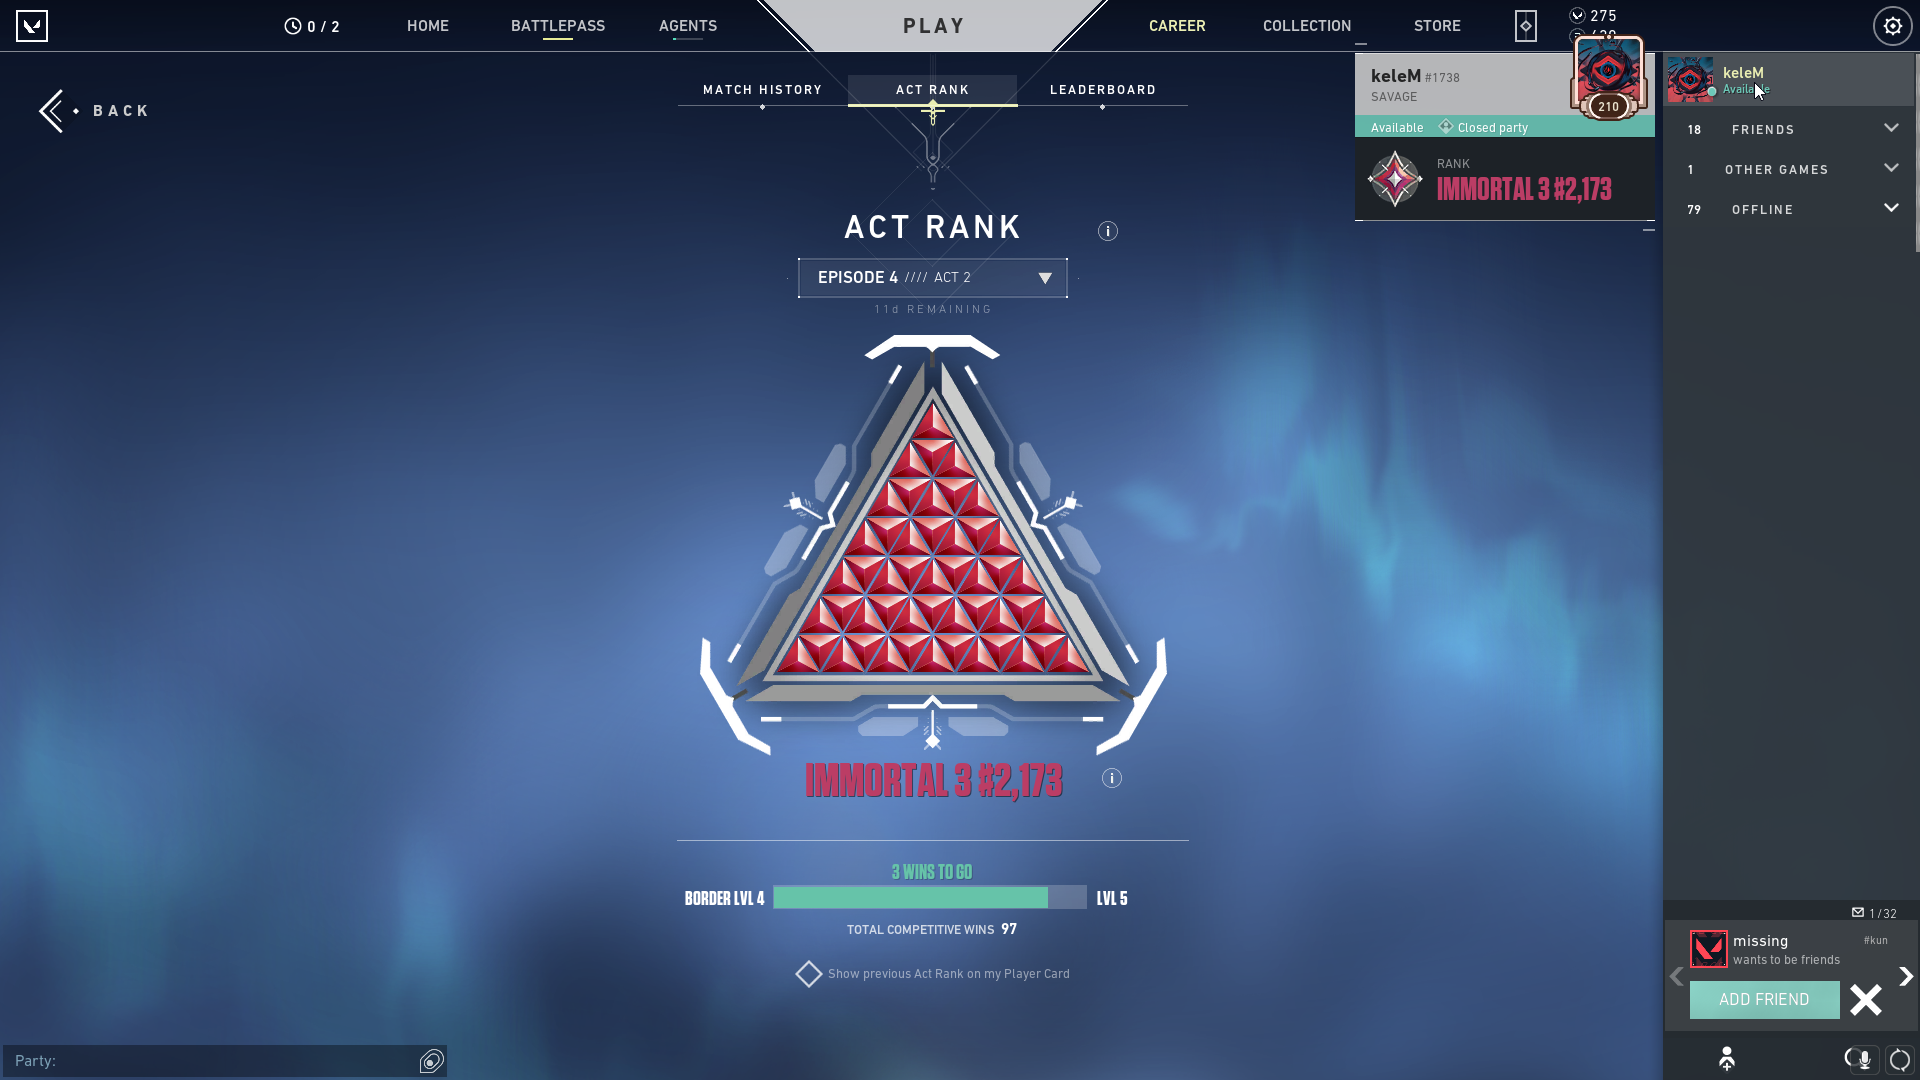 0 / 2
HOME
BATTLEPASS
AGENTS
PLAY
CAREER
COLLECTION
STORE
275
BACK
MATCH HISTORY
ACT RANK
LEADERBOARD
keleM #1738
SAVAGE
210
Available
Closed party
RANK
IMMORTAL 3 #2,173
keleM
Available
18 FRIENDS
1 OTHER GAMES
79 OFFLINE
ACT RANK
EPISODE 4 //// ACT 2
11d REMAINING
IMMORTAL 3 #2,173
3 WINS TO GO
BORDER LVL 4
LVL 5
TOTAL COMPETITIVE WINS 97
Show previous Act Rank on my Player Card
1/32
missing #kun
wants to be friends
ADD FRIEND
Party: